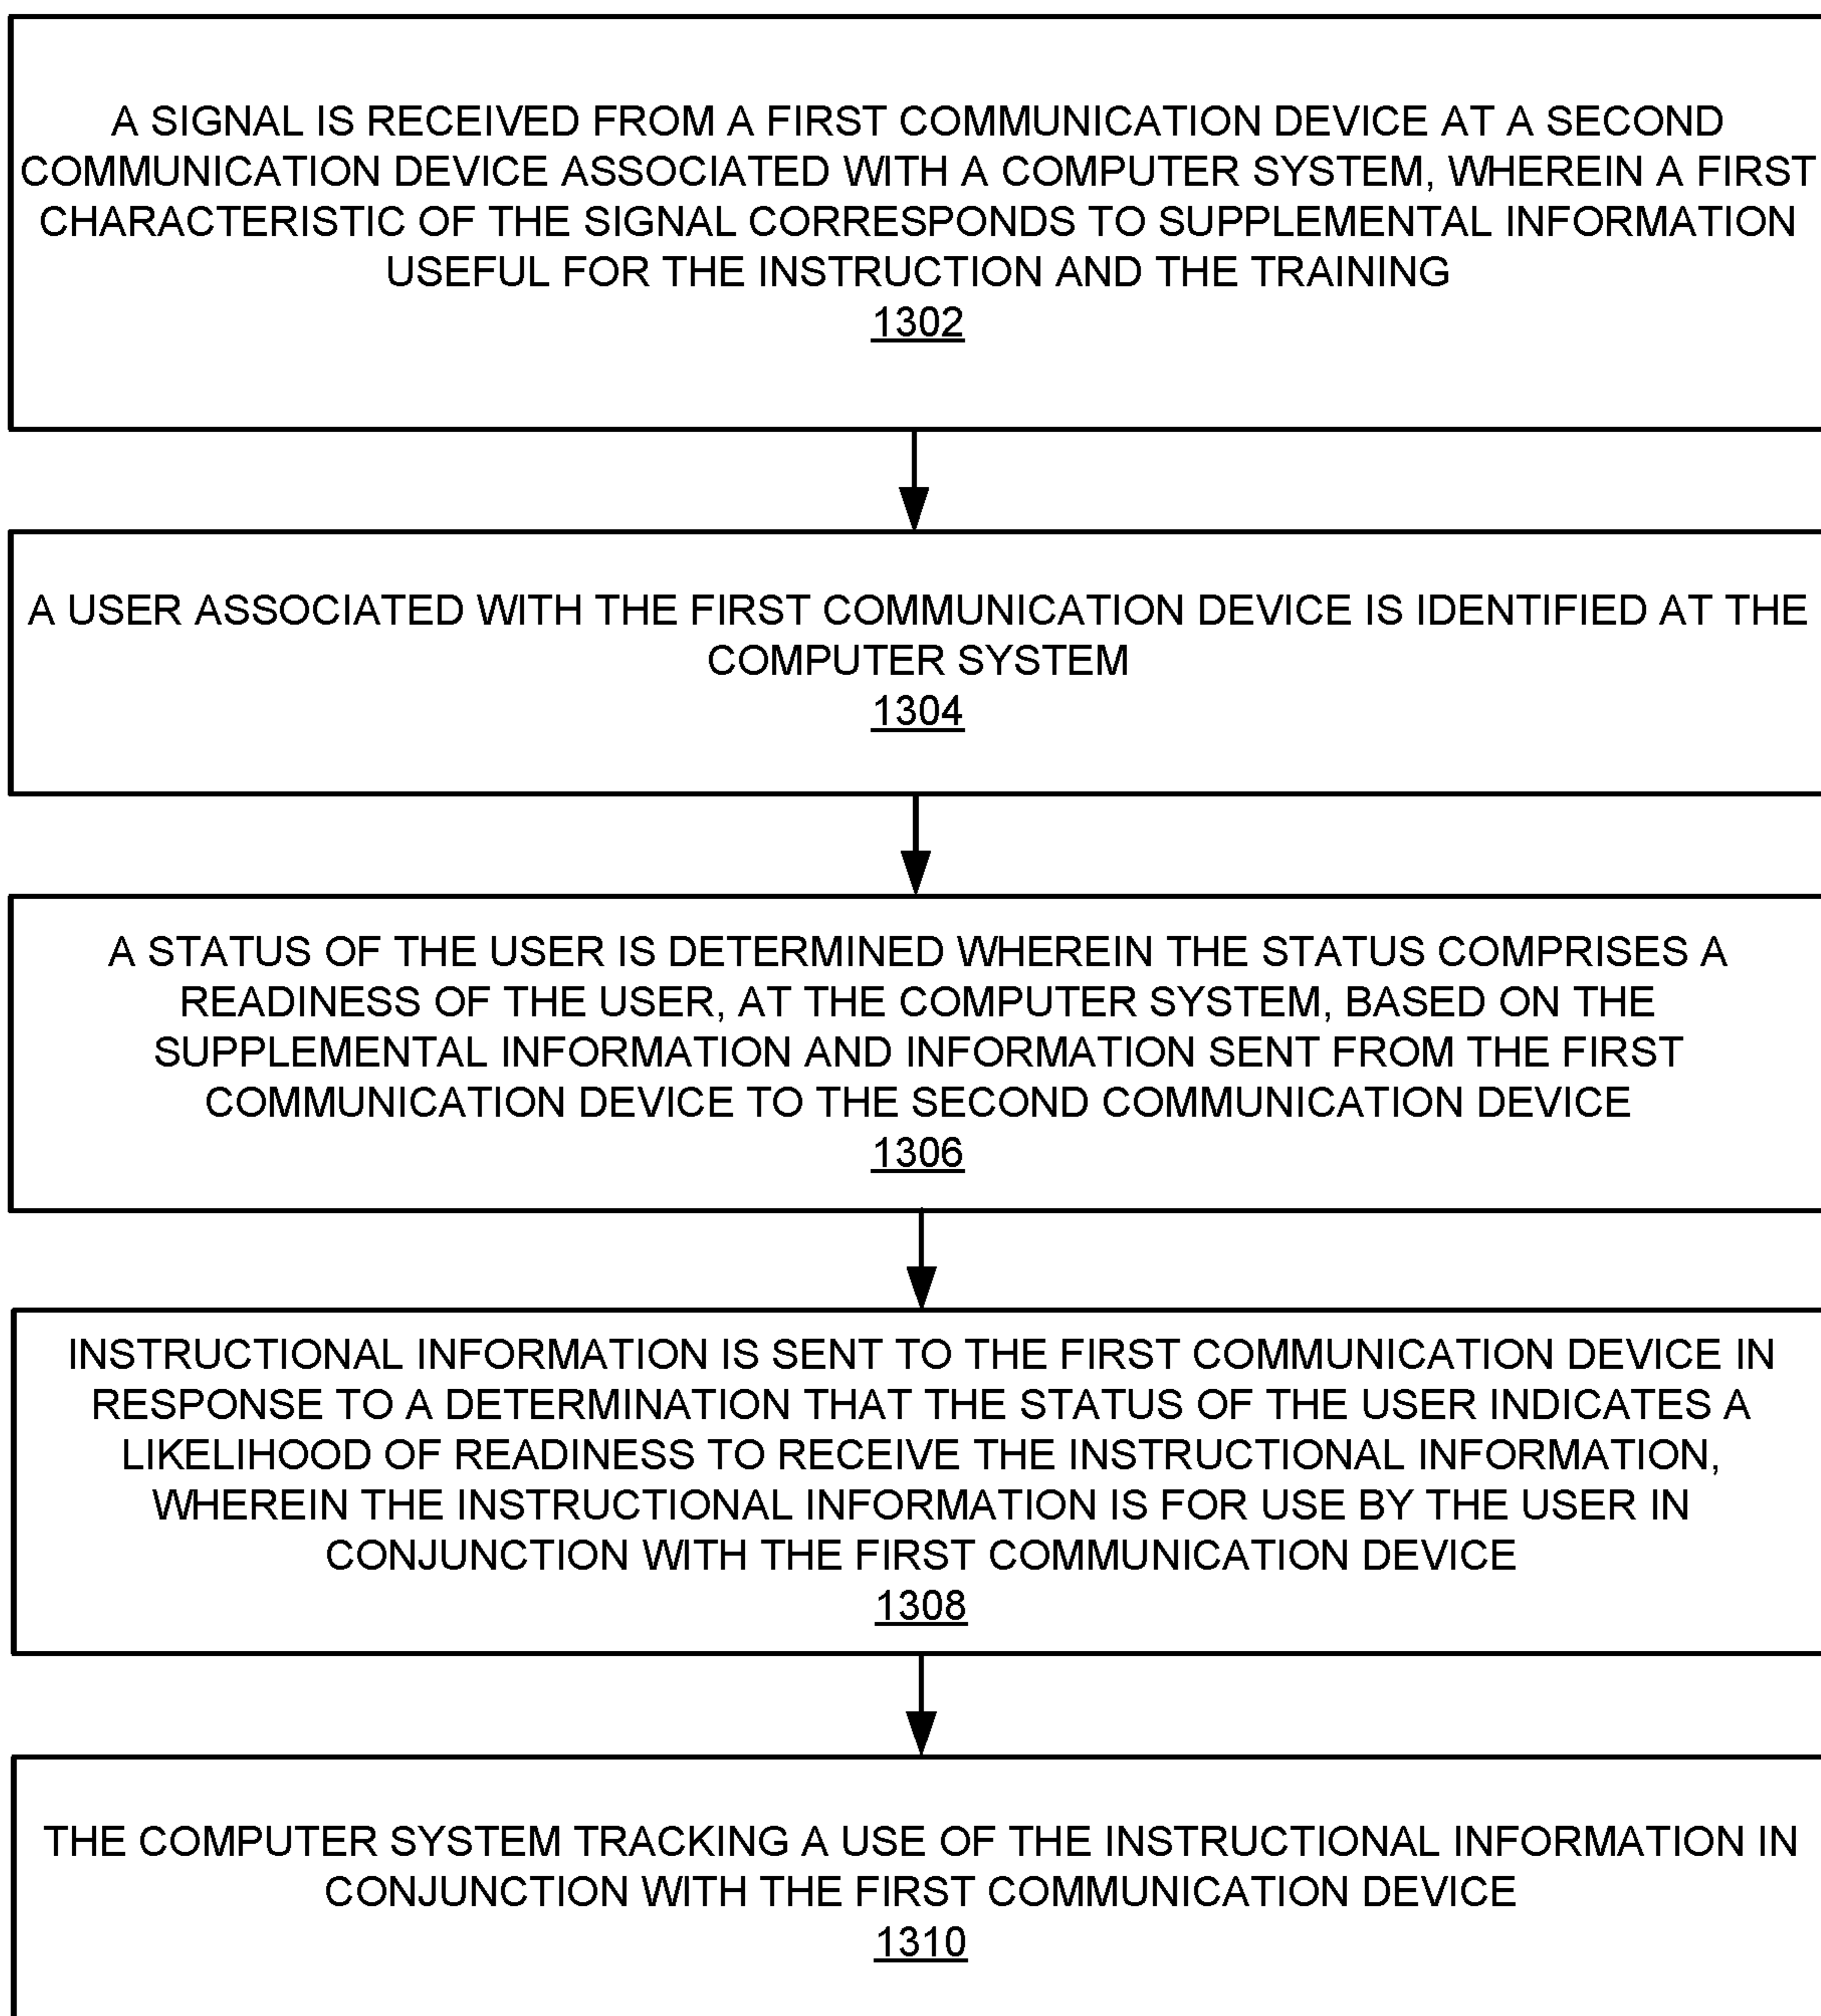 A SIGNAL IS RECEIVED FROM A FIRST COMMUNICATION DEVICE AT A SECOND
COMMUNICATION DEVICE ASSOCIATED WITH A COMPUTER SYSTEM, WHEREIN A FIRST
CHARACTERISTIC OF THE SIGNAL CORRESPONDS TO SUPPLEMENTAL INFORMATION
USEFUL FOR THE INSTRUCTION AND THE TRAINING
1302
A USER ASSOCIATED WITH THE FIRST COMMUNICATION DEVICE IS IDENTIFIED AT THE
COMPUTER SYSTEM
1304
A STATUS OF THE USER IS DETERMINED WHEREIN THE STATUS COMPRISES A
READINESS OF THE USER, AT THE COMPUTER SYSTEM, BASED ON THE
SUPPLEMENTAL INFORMATION AND INFORMATION SENT FROM THE FIRST
COMMUNICATION DEVICE TO THE SECOND COMMUNICATION DEVICE
1306
INSTRUCTIONAL INFORMATION IS SENT TO THE FIRST COMMUNICATION DEVICE IN
RESPONSE TO A DETERMINATION THAT THE STATUS OF THE USER INDICATES A
LIKELIHOOD OF READINESS TO RECEIVE THE INSTRUCTIONAL INFORMATION,
WHEREIN THE INSTRUCTIONAL INFORMATION IS FOR USE BY THE USER IN
CONJUNCTION WITH THE FIRST COMMUNICATION DEVICE
1308
THE COMPUTER SYSTEM TRACKING A USE OF THE INSTRUCTIONAL INFORMATION IN
CONJUNCTION WITH THE FIRST COMMUNICATION DEVICE
1310